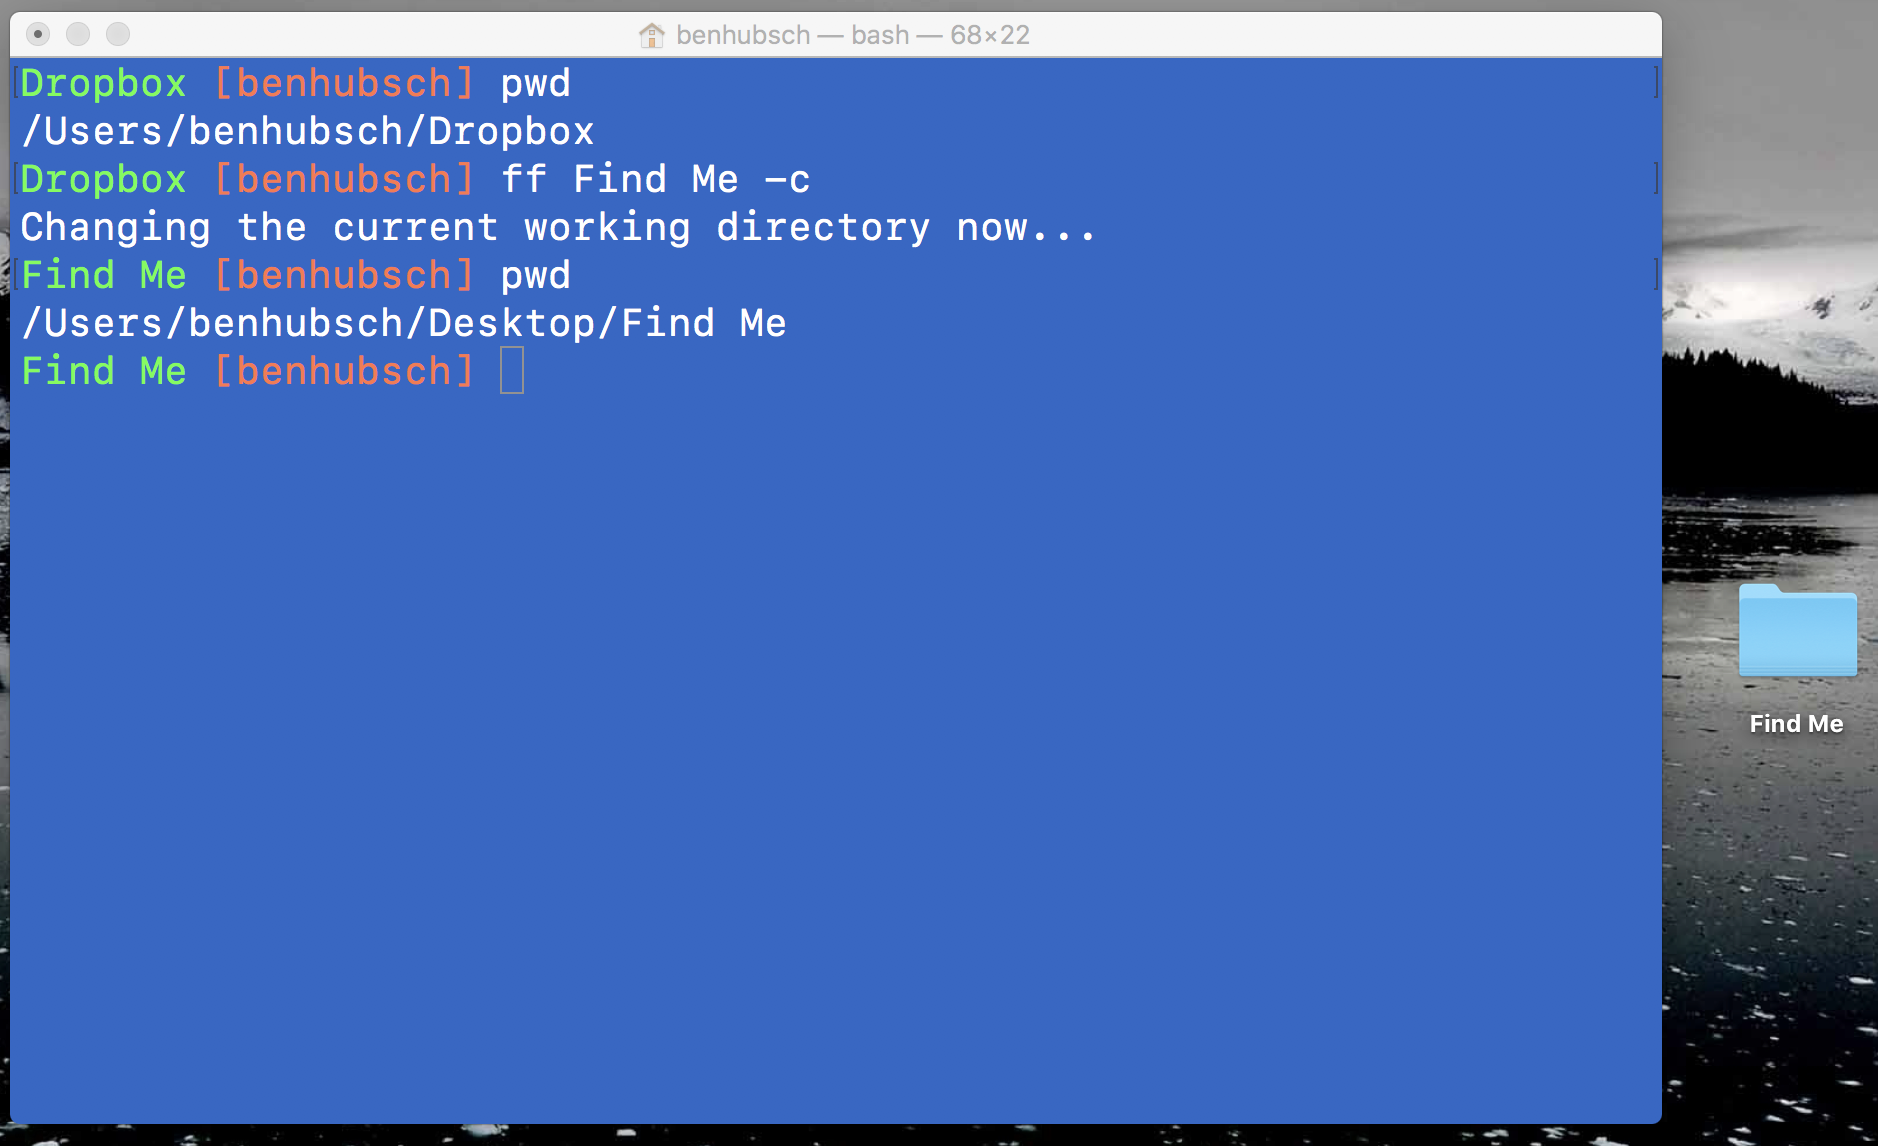 benhubsch — bash — 68×22
Dropbox [benhubsch] pwd
/Users/benhubsch/Dropbox
Dropbox [benhubsch] ff Find Me -c
Changing the current working directory now...
Find Me [benhubsch] pwd
/Users/benhubsch/Desktop/Find Me
Find Me [benhubsch]
Find Me